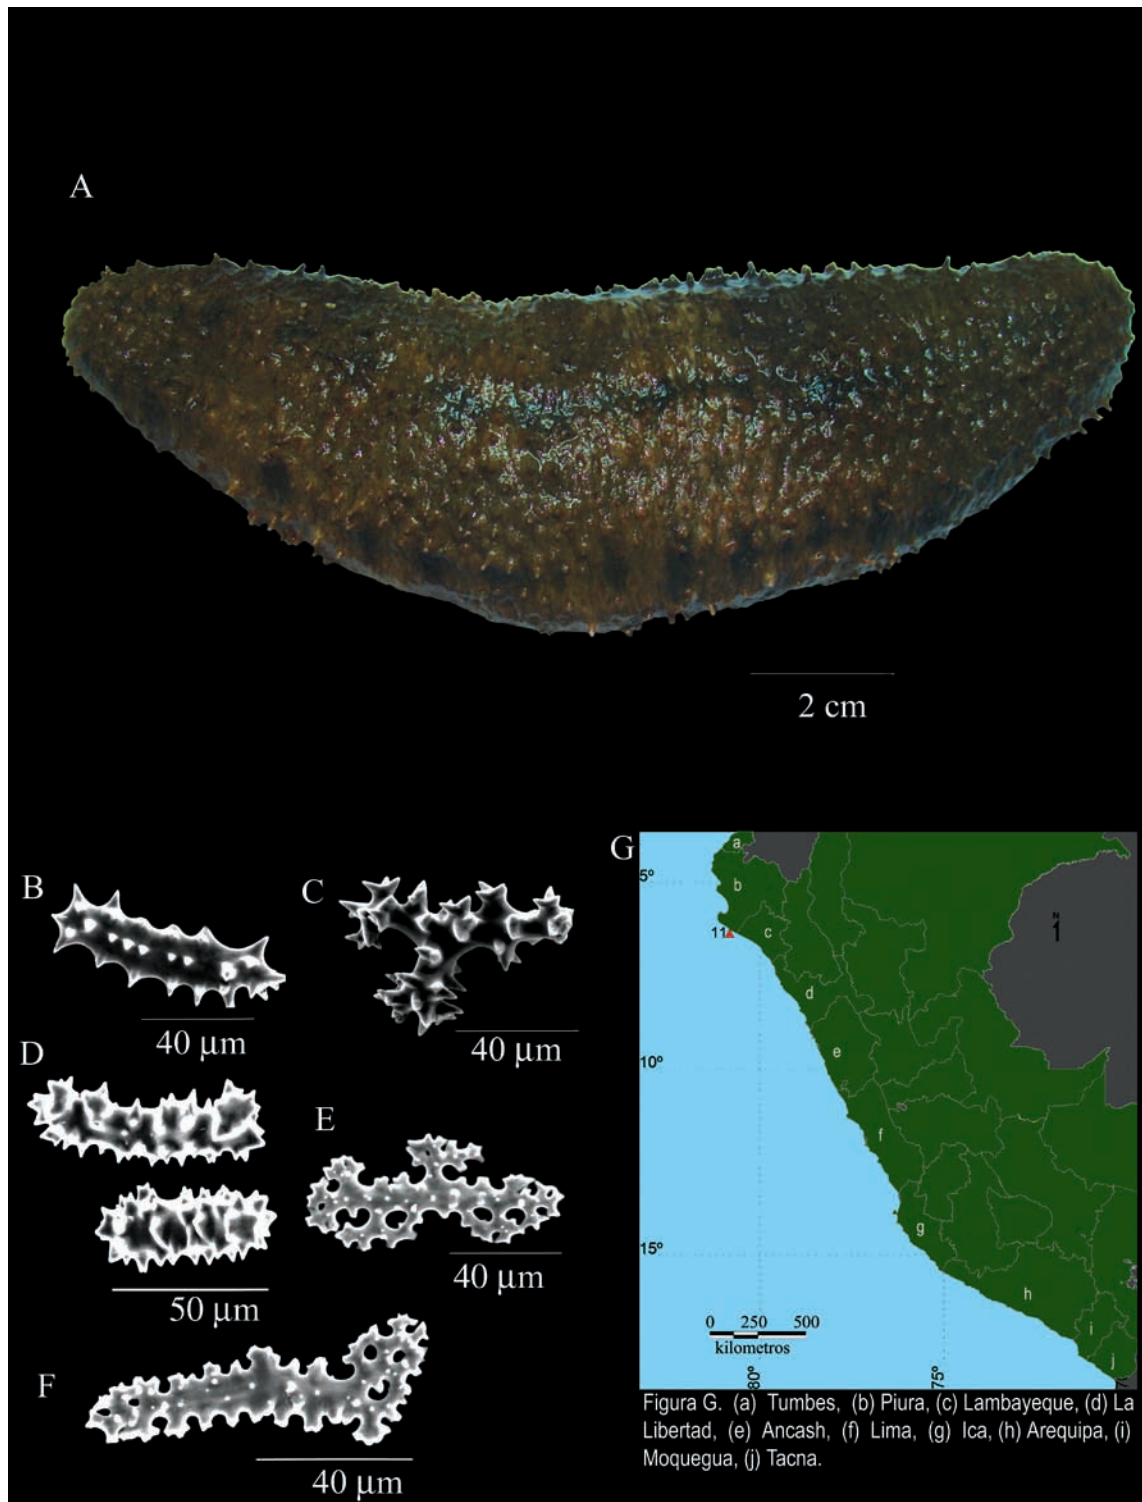 A
2 cm
B
40 µm
C
40 µm
D
50 µm
E
40 µm
F
40 µm
G
a
5º
b
11
c
N
1
d
e
10º
f
15º
g
h
i
j
0 250 500
kilometros
80º
75º
Figura G. (a) Tumbes, (b) Piura, (c) Lambayeque, (d) La
Libertad, (e) Ancash, (f) Lima, (g) Ica, (h) Arequipa, (i)
Moquegua, (j) Tacna.